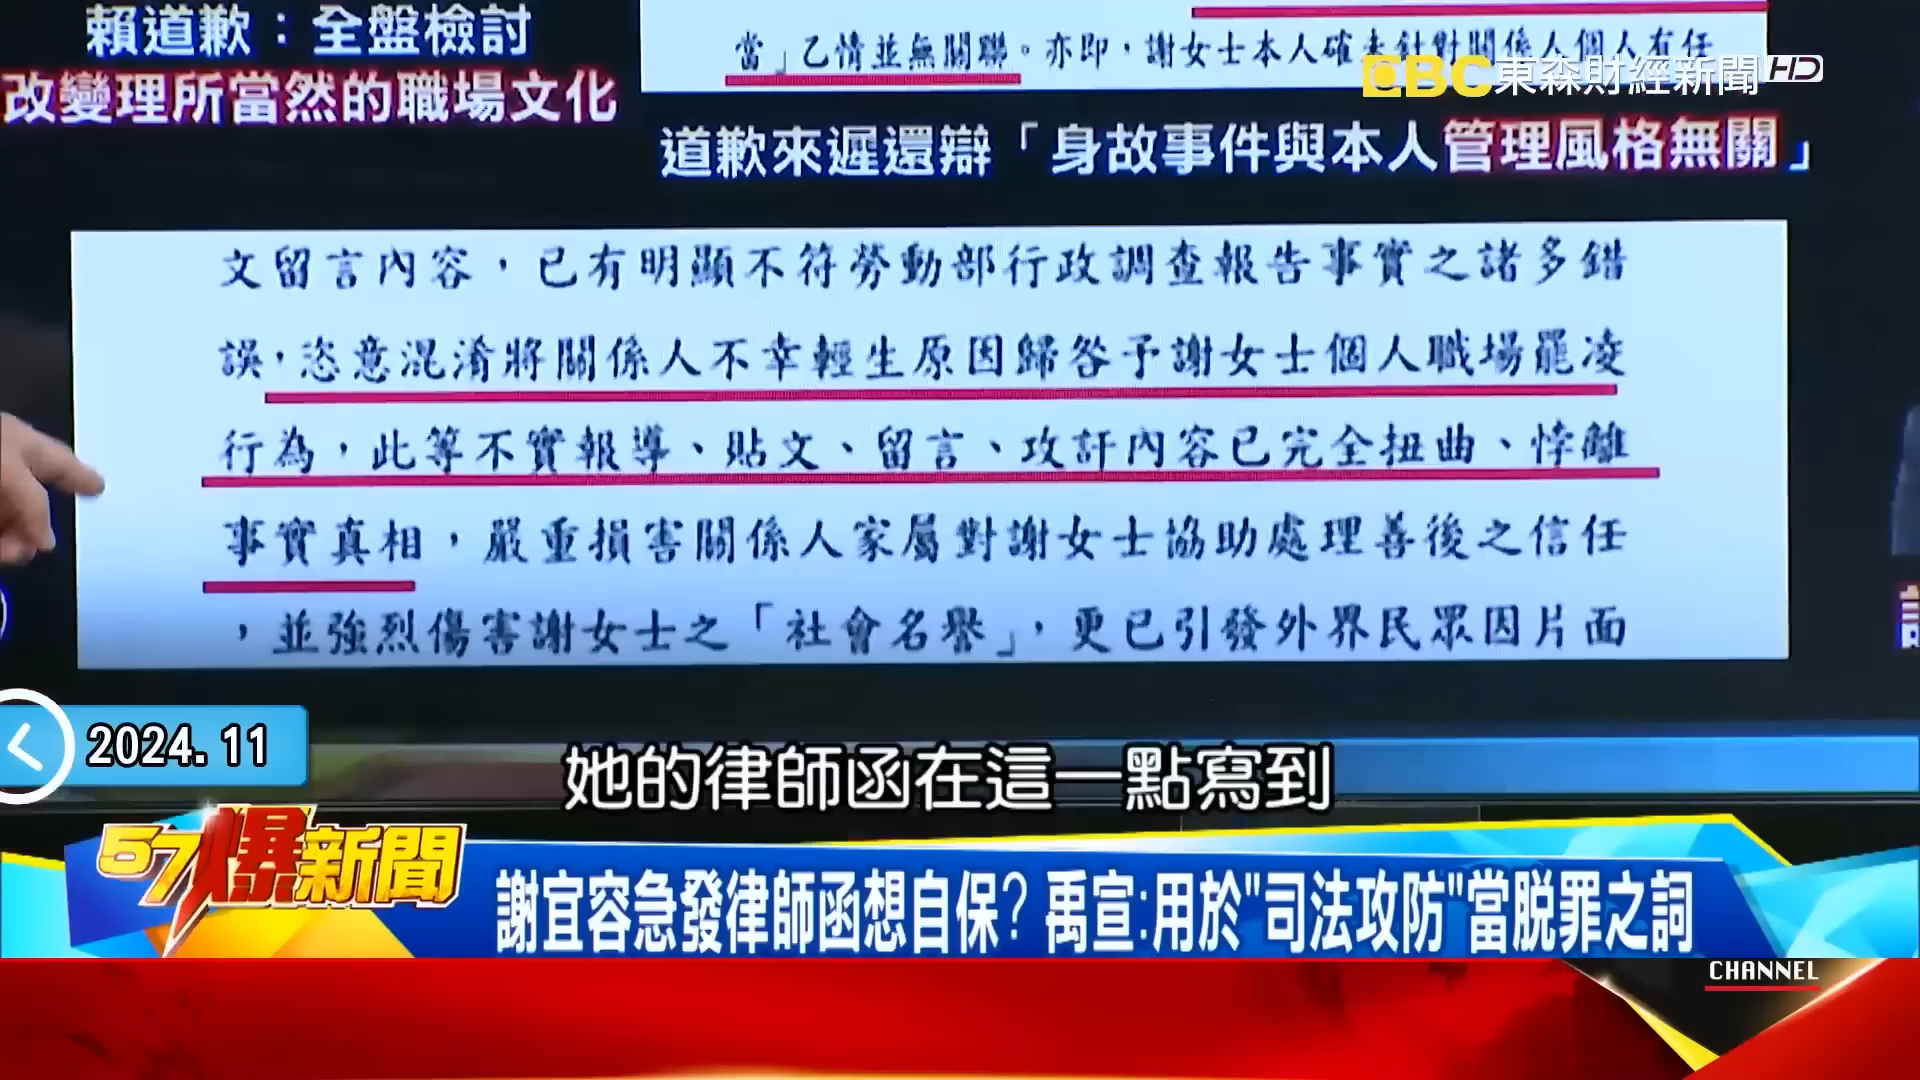 賴道歉：全盤檢討
改變理所當然的職場文化
當」乙情並無關聯。亦即，謝女士本人確未針對關係人個人有任
EBC 東森財經新聞 HD
道歉來遲還辯「身故事件與本人管理風格無關」
文留言內容，已有明顯不符勞動部行政調查報告事實之諸多錯
誤，恣意混淆將關係人不幸輕生原因歸咎予謝女士個人職場罷凌
行為，此等不實報導、貼文、留言、攻訐內容已完全扭曲、悖離
事實真相，嚴重損害關係人家屬對謝女士協助處理善後之信任
，並強烈傷害謝女士之「社會名譽」，更已引發外界民眾因片面
2024.11
她的律師函在這一點寫到
57爆新聞
謝宜容急發律師函想自保？禹宣:用於"司法攻防"當脫罪之詞
CHANNEL